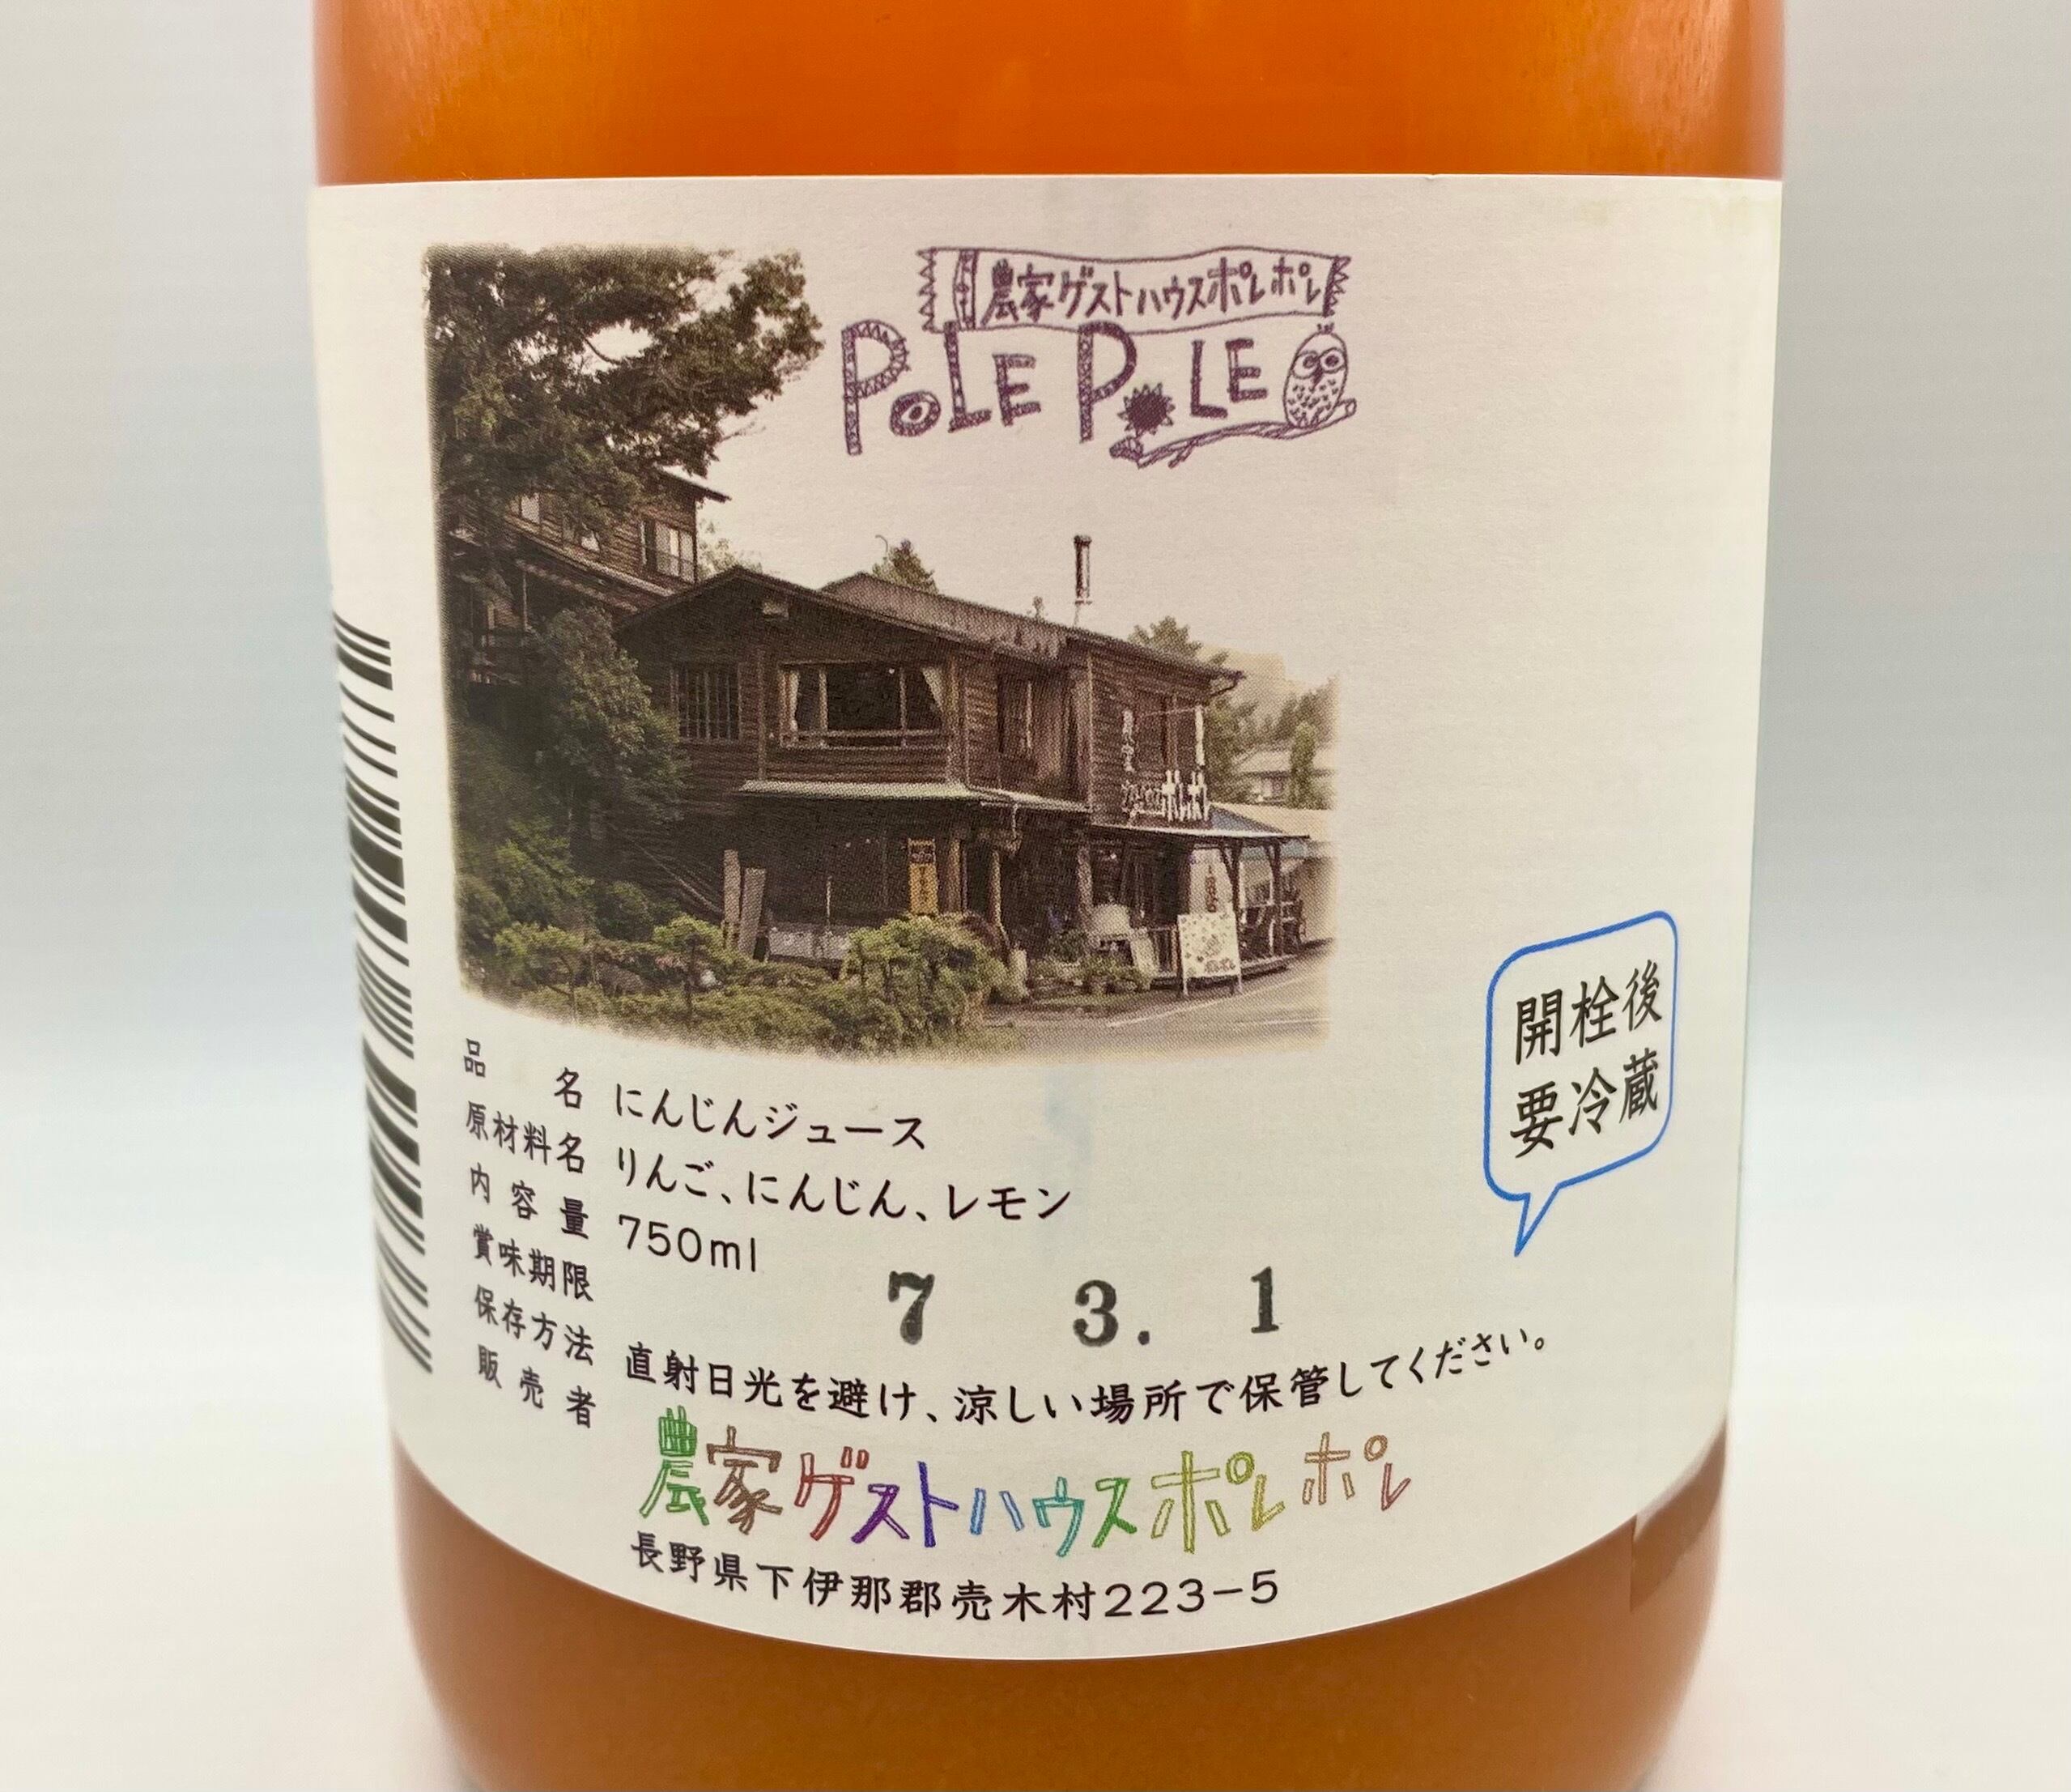 農家ゲストハウスポレポレ
POLE POLE
ポレポレ
品名 にんじんジュース
原材料名 りんご、にんじん、レモン
内容量 750ml
賞味期限 7 3. 1
保存方法 直射日光を避け、涼しい場所で保管してください。
販売者 農家ゲストハウスポレポレ
長野県下伊那郡売木村223-5
開栓後
要冷蔵